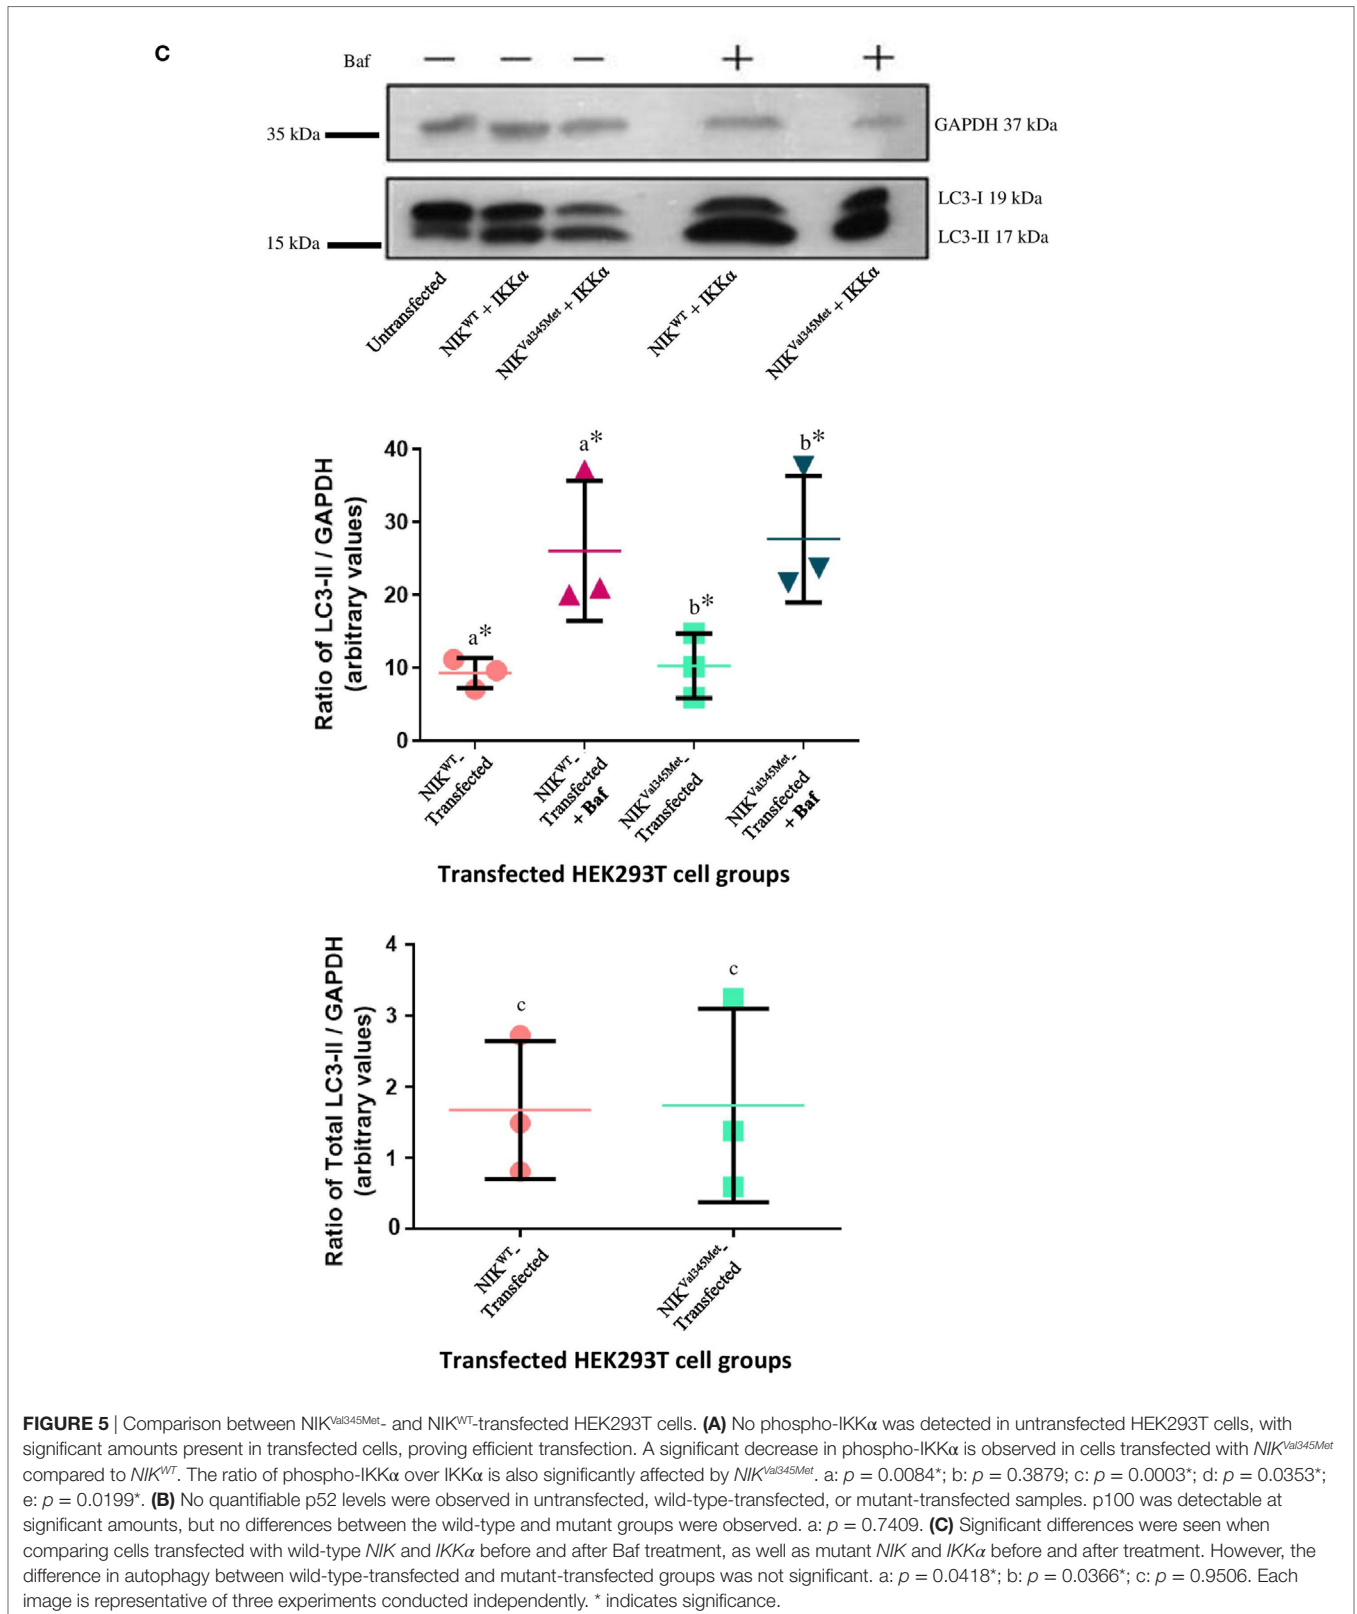 C
Baf − − − + +
35 kDa
GAPDH 37 kDa
LC3-I 19 kDa
15 kDa
LC3-II 17 kDa
Untransfected
NIKWT + IKKα
NIKVal345Met + IKKα
NIKWT + IKKα
NIKVal345Met + IKKα
Ratio of LC3-II / GAPDH
(arbitrary values)
40
30
20
10
0
a*
a*
b*
b*
NIKWT-
Transfected
NIKWT-
Transfected
+ Baf
NIKVal345Met-
Transfected
NIKVal345Met-
Transfected
+ Baf
Transfected HEK293T cell groups
Ratio of Total LC3-II / GAPDH
(arbitrary values)
4
3
2
1
0
c
c
NIKWT-
Transfected
NIKVal345Met-
Transfected
Transfected HEK293T cell groups
FIGURE 5 | Comparison between NIKVal345Met- and NIKWT-transfected HEK293T cells. (A) No phospho-IKKα was detected in untransfected HEK293T cells, with
significant amounts present in transfected cells, proving efficient transfection. A significant decrease in phospho-IKKα is observed in cells transfected with NIKVal345Met
compared to NIKWT. The ratio of phospho-IKKα over IKKα is also significantly affected by NIKVal345Met. a: p = 0.0084*; b: p = 0.3879; c: p = 0.0003*; d: p = 0.0353*;
e: p = 0.0199*. (B) No quantifiable p52 levels were observed in untransfected, wild-type-transfected, or mutant-transfected samples. p100 was detectable at
significant amounts, but no differences between the wild-type and mutant groups were observed. a: p = 0.7409. (C) Significant differences were seen when
comparing cells transfected with wild-type NIK and IKKα before and after Baf treatment, as well as mutant NIK and IKKα before and after treatment. However, the
difference in autophagy between wild-type-transfected and mutant-transfected groups was not significant. a: p = 0.0418*; b: p = 0.0366*; c: p = 0.9506. Each
image is representative of three experiments conducted independently. * indicates significance.